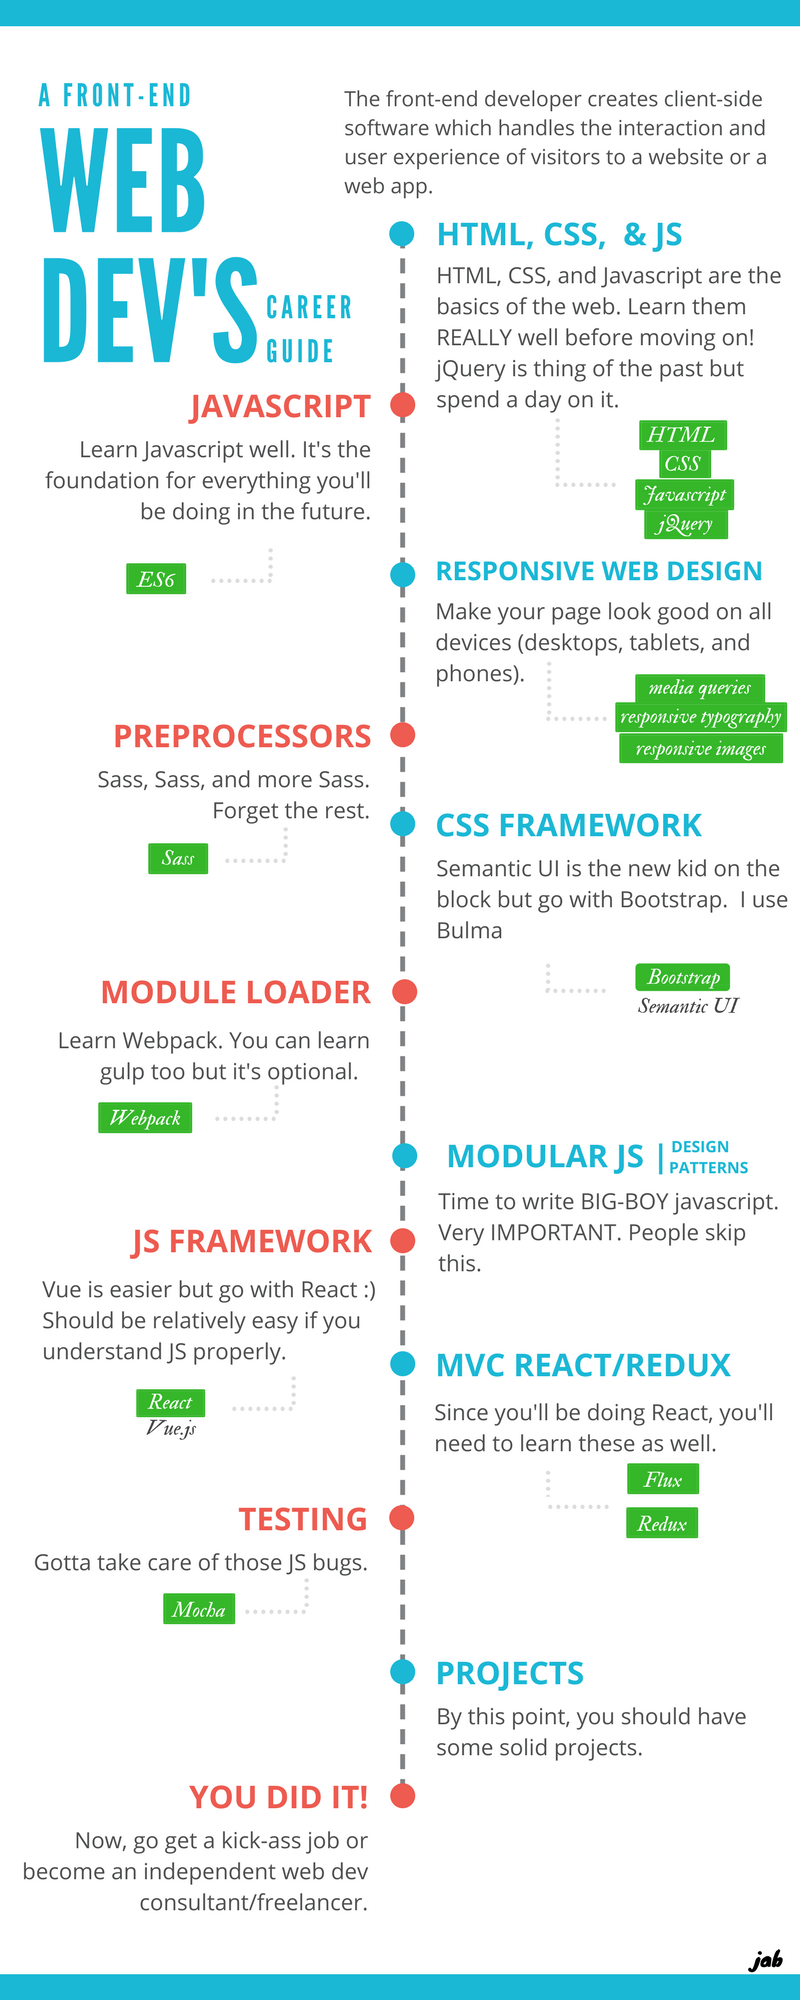 A FRONT-END
WEB
DEV'S
CAREER
GUIDE
The front-end developer creates client-side
software which handles the interaction and
user experience of visitors to a website or a
web app.
HTML, CSS,  & JS
HTML, CSS, and Javascript are the
basics of the web. Learn them
REALLY well before moving on!
jQuery is thing of the past but
spend a day on it.
HTML
CSS
Javascript
jQuery
JAVASCRIPT
Learn Javascript well. It's the
foundation for everything you'll
be doing in the future.
ES6
RESPONSIVE WEB DESIGN
Make your page look good on all
devices (desktops, tablets, and
phones).
media queries
responsive typography
responsive images
PREPROCESSORS
Sass, Sass, and more Sass.
Forget the rest.
Sass
CSS FRAMEWORK
Semantic UI is the new kid on the
block but go with Bootstrap.  I use
Bulma
Bootstrap
Semantic UI
MODULE LOADER
Learn Webpack. You can learn
gulp too but it's optional.
Webpack
MODULAR JS |
DESIGN
PATTERNS
Time to write BIG-BOY javascript.
Very IMPORTANT. People skip
this.
JS FRAMEWORK
Vue is easier but go with React :)
Should be relatively easy if you
understand JS properly.
React
Vue.js
MVC REACT/REDUX
Since you'll be doing React, you'll
need to learn these as well.
Flux
Redux
TESTING
Gotta take care of those JS bugs.
Mocha
PROJECTS
By this point, you should have
some solid projects.
YOU DID IT!
Now, go get a kick-ass job or
become an independent web dev
consultant/freelancer.
jab